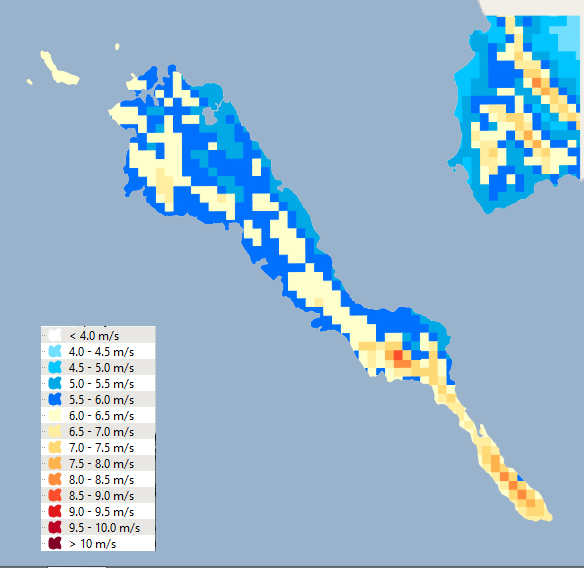 < 4.0 m/s
4.0 - 4.5 m/s
4.5 - 5.0 m/s
5.0 - 5.5 m/s
5.5 - 6.0 m/s
6.0 - 6.5 m/s
6.5 - 7.0 m/s
7.0 - 7.5 m/s
7.5 - 8.0 m/s
8.0 - 8.5 m/s
8.5 - 9.0 m/s
9.0 - 9.5 m/s
9.5 - 10.0 m/s
> 10 m/s